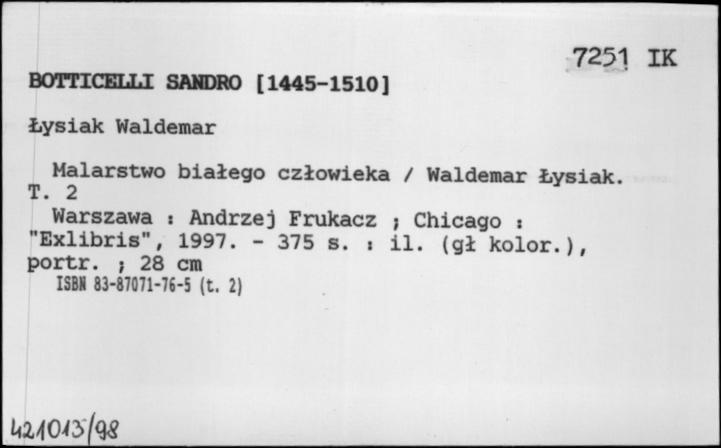 7251 IK
BOTTICELLI SANDRO [1445-1510]
Łysiak Waldemar
Malarstwo białego człowieka / Waldemar Łysiak.
T. 2
Warszawa : Andrzej Frukacz ; Chicago :
"Exlibris", 1997. - 375 s. : il. (gł kolor.),
portr. ; 28 cm
ISBN 83-87071-76-5 (t. 2)
421013/98